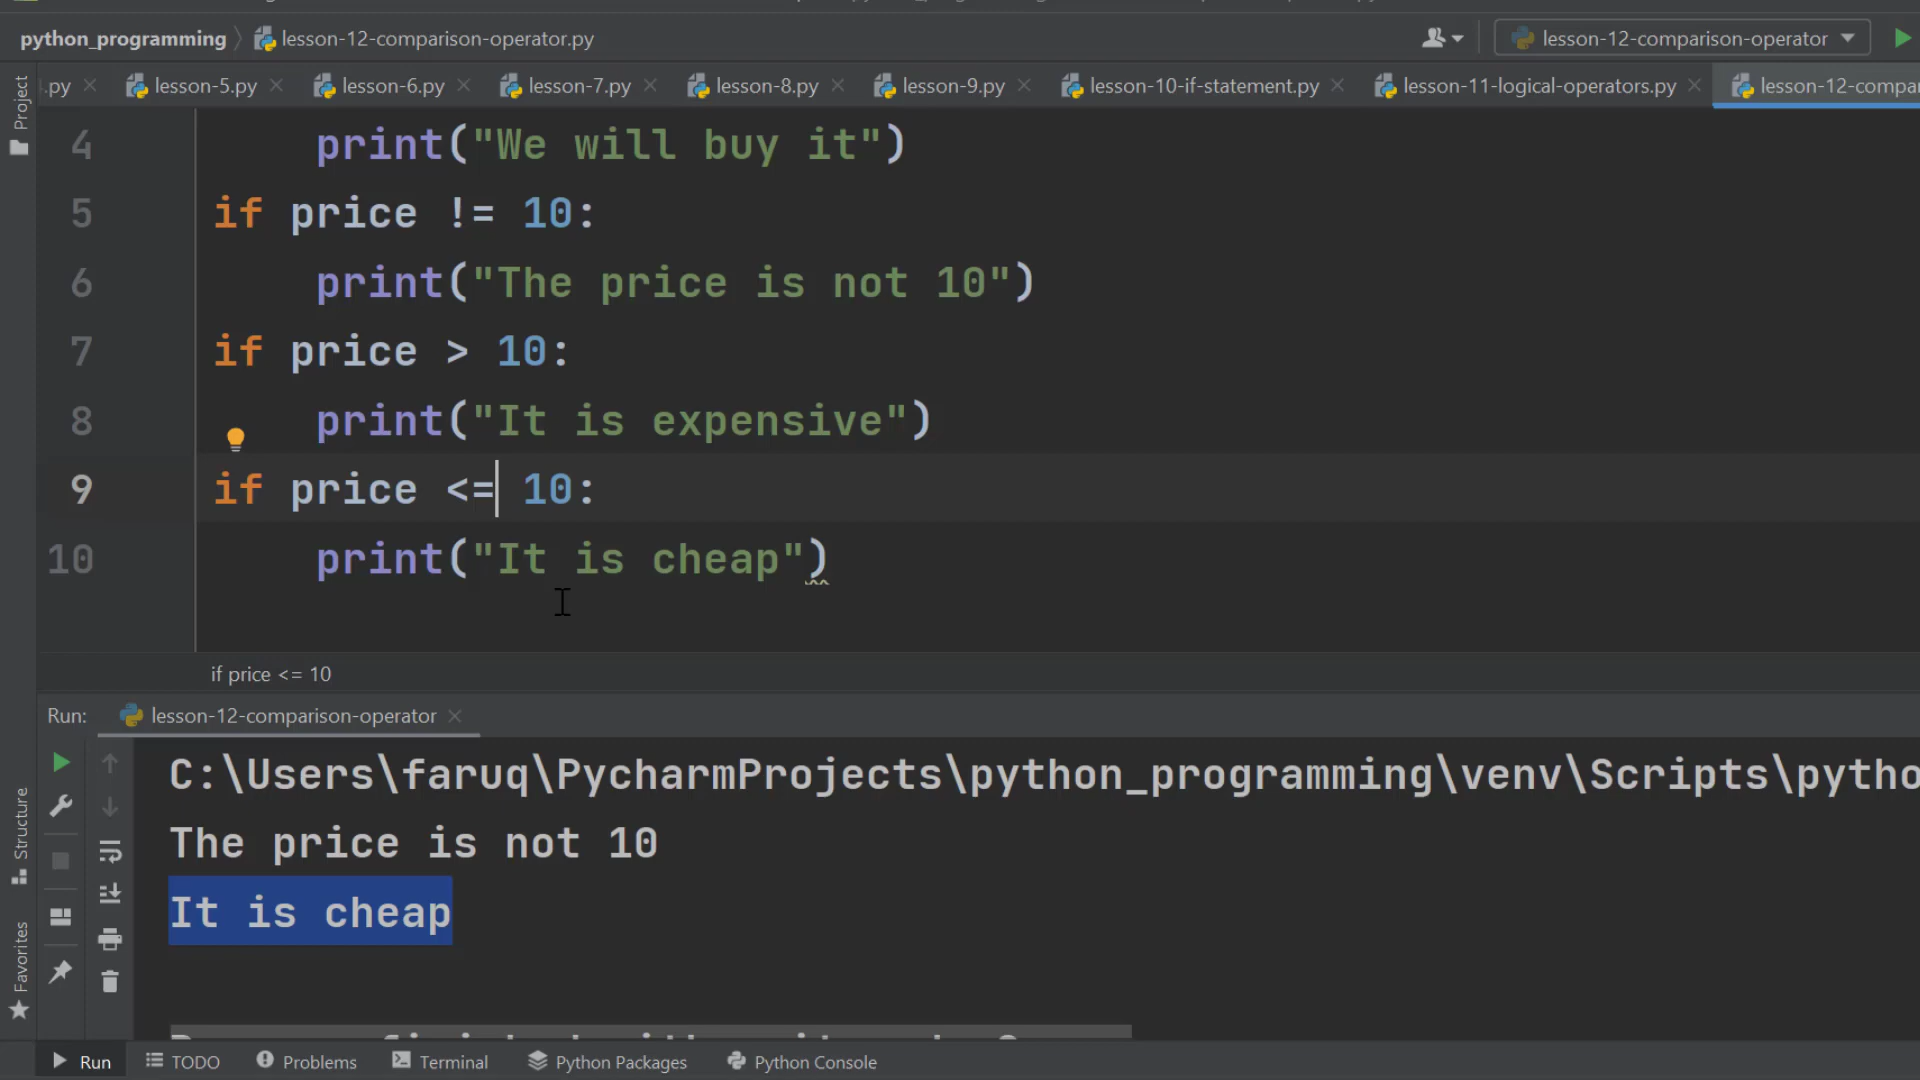 python_programming lesson-12-comparison-operator.py lesson-12-comparison-operator
.py lesson-5.py lesson-6.py lesson-7.py lesson-8.py lesson-9.py lesson-10-if-statement.py lesson-11-logical-operators.py lesson-12-compar
Project
4 print("We will buy it")
5 if price != 10:
6 print("The price is not 10")
7 if price > 10:
8 print("It is expensive")
9 if price <= 10:
10 print("It is cheap")
if price <= 10
Run: lesson-12-comparison-operator
C:\Users\faruq\PycharmProjects\python_programming\venv\Scripts\pytho
The price is not 10
It is cheap
Structure
Favorites
Run TODO Problems Terminal Python Packages Python Console